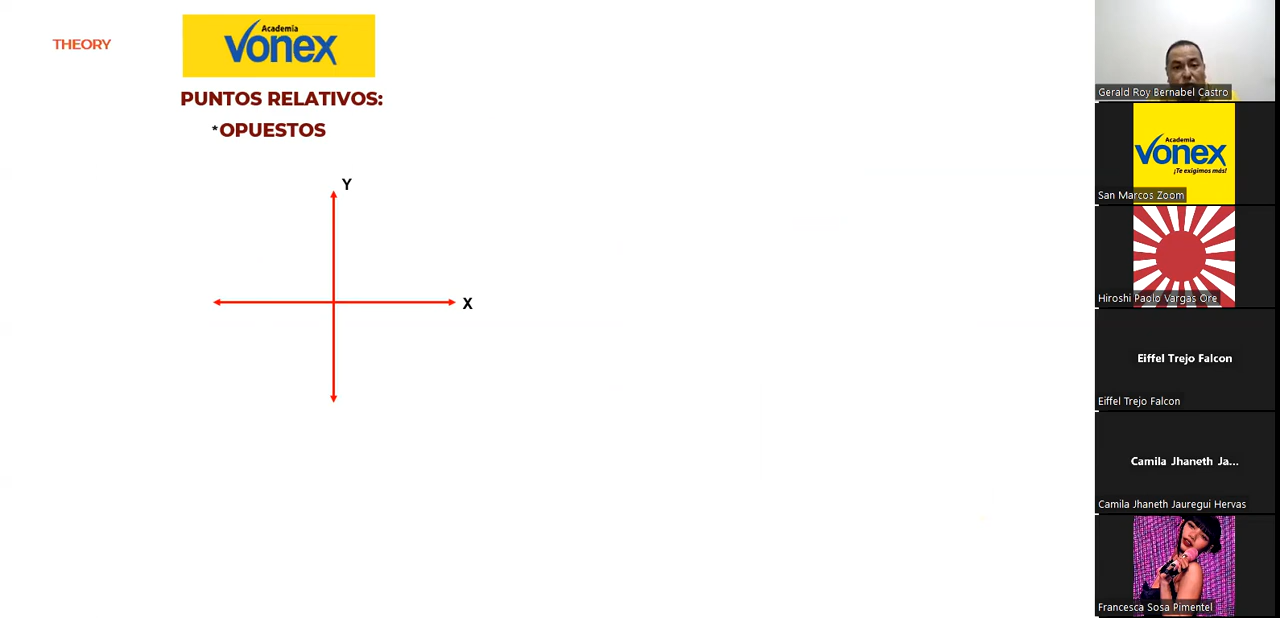 THEORY
Academia
Vonex
PUNTOS RELATIVOS:
*OPUESTOS
Y
X
Gerald Roy Bernabel Castro
Academia
Vonex
¡Te exigimos más!
San Marcos Zoom
Hiroshi Paolo Vargas Ore
Eiffel Trejo Falcon
Eiffel Trejo Falcon
Camila Jhaneth Ja...
Camila Jhaneth Jauregui Hervas
Francesca Sosa Pimentel